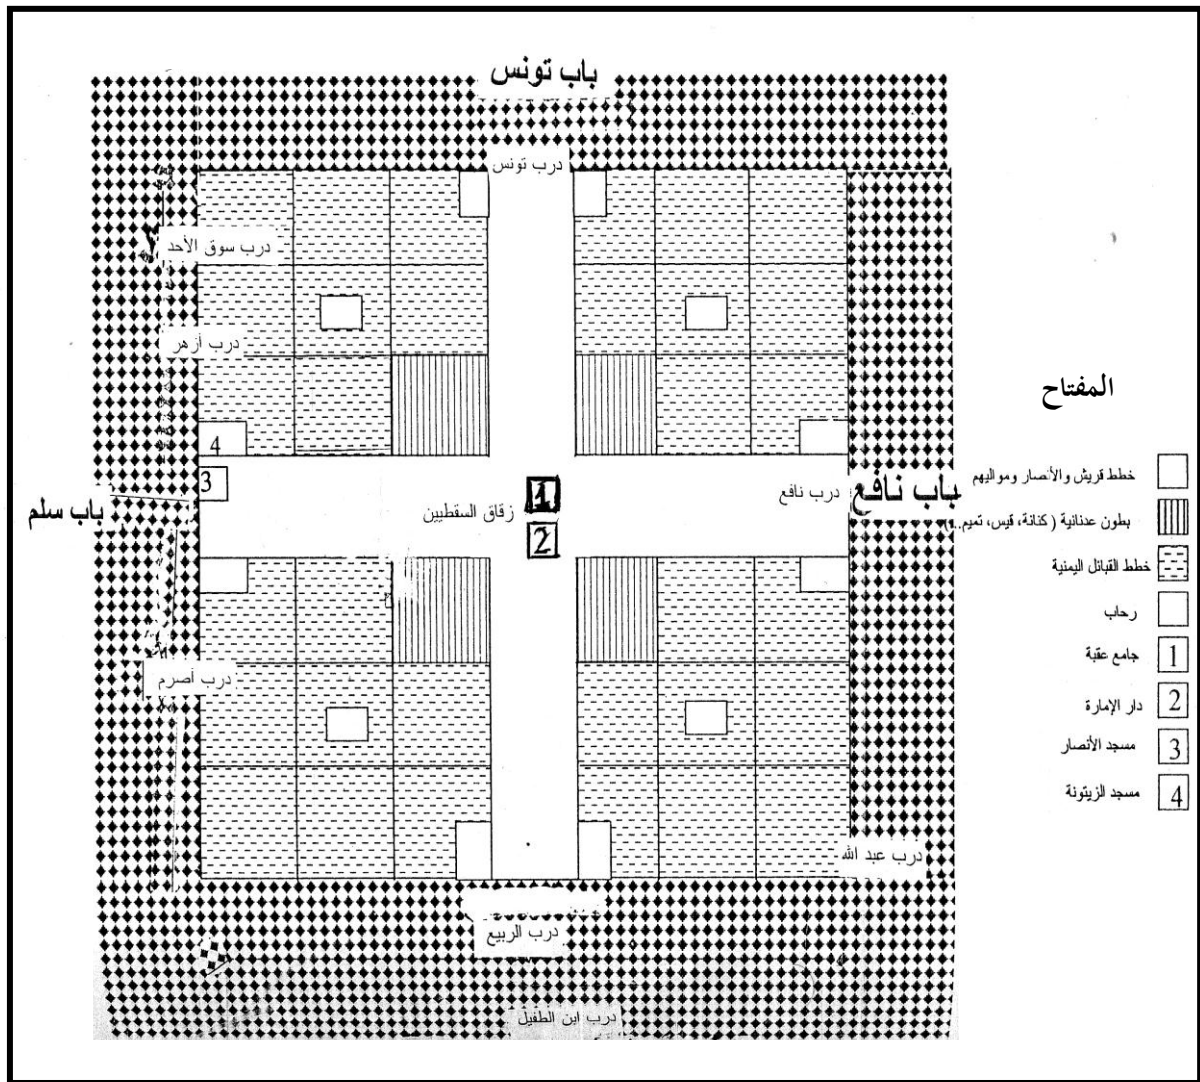 باب تونس
درب تونس
درب سوق الأحد
درب أزهر
4
3
باب سلم
زقاق السقطيين
1
2
درب نافع
باب نافع
درب أصرم
درب عبد الله
درب الربيع
درب ابن الطفيل
المفتاح
خطط قريش والأنصار ومواليهم
بطون عدنانية ( كنانة، قيس، تميم..)
خطط القبائل اليمنية
رحاب
جامع عقبة 1
دار الإمارة 2
مسجد الأنصار 3
مسجد الزيتونة 4